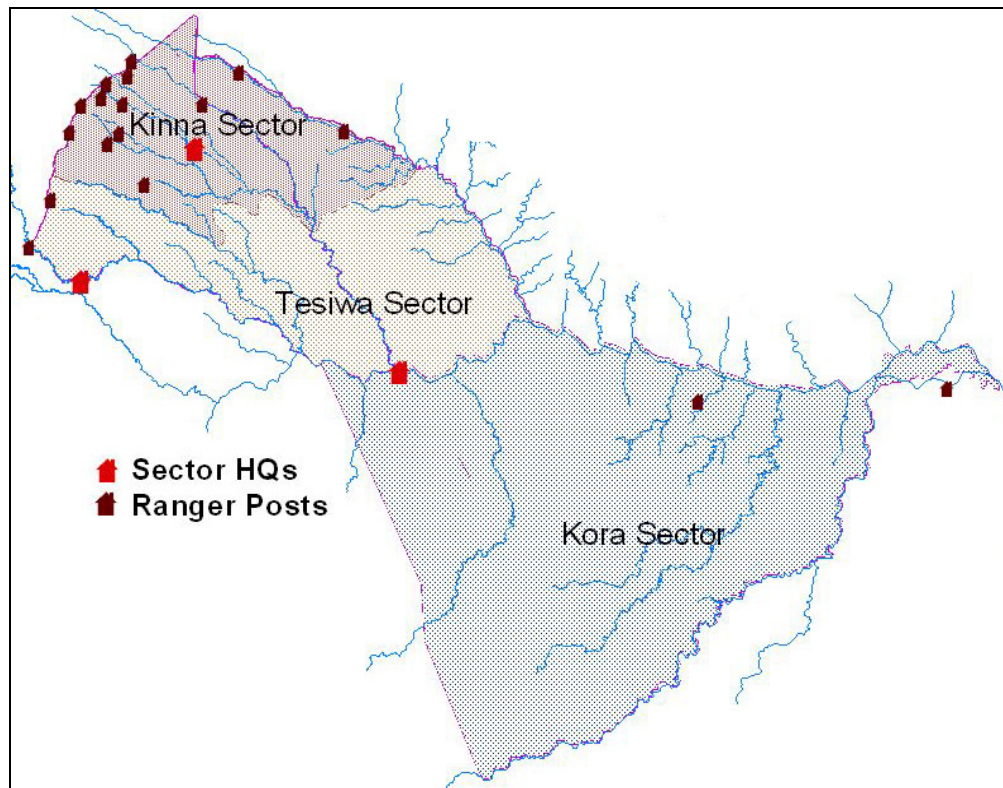 Kinna Sector
Tesiwa Sector
Sector HQs
Ranger Posts
Kora Sector